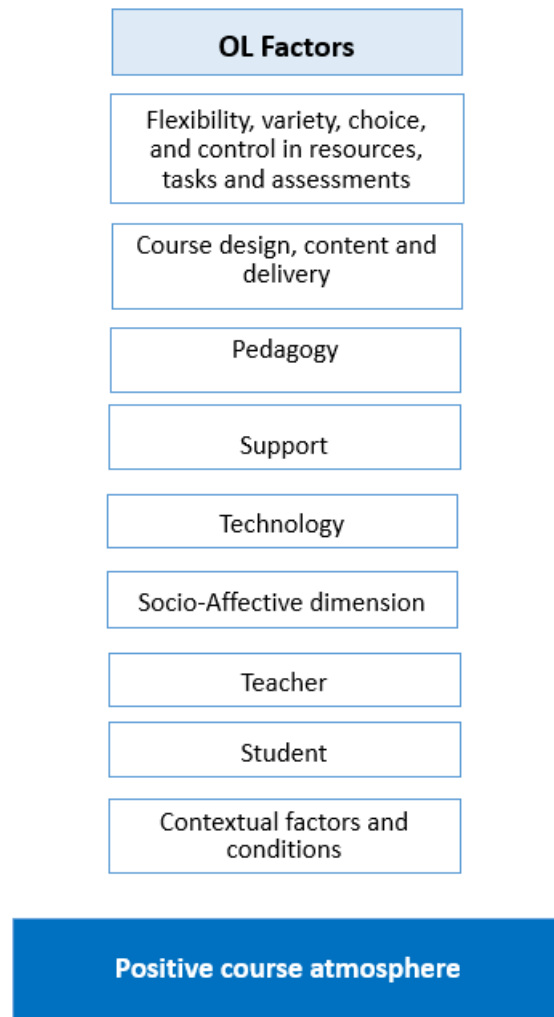 OL Factors
Flexibility, variety, choice,
and control in resources,
tasks and assessments
Course design, content and
delivery
Pedagogy
Support
Technology
Socio-Affective dimension
Teacher
Student
Contextual factors and
conditions
Positive course atmosphere